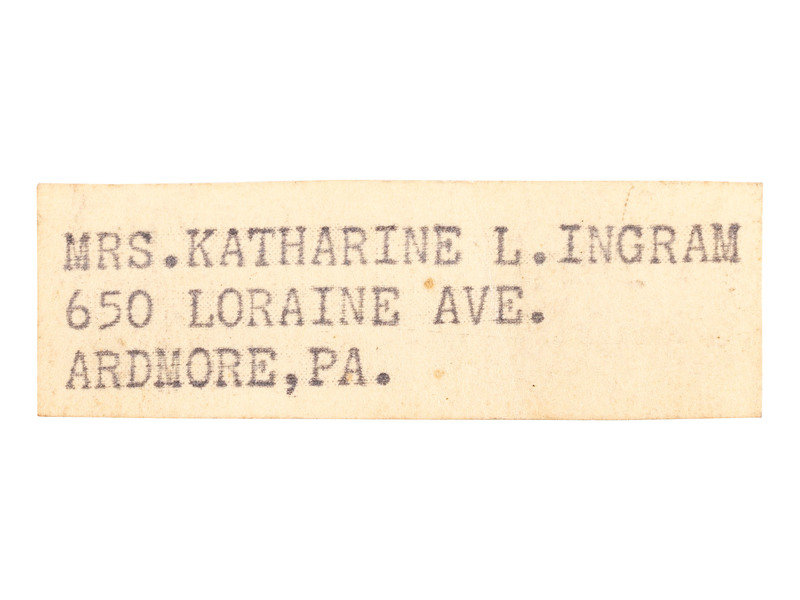 MRS.KATHARINE L.INGRAM
650 LORAINE AVE.
ARDMORE,PA.